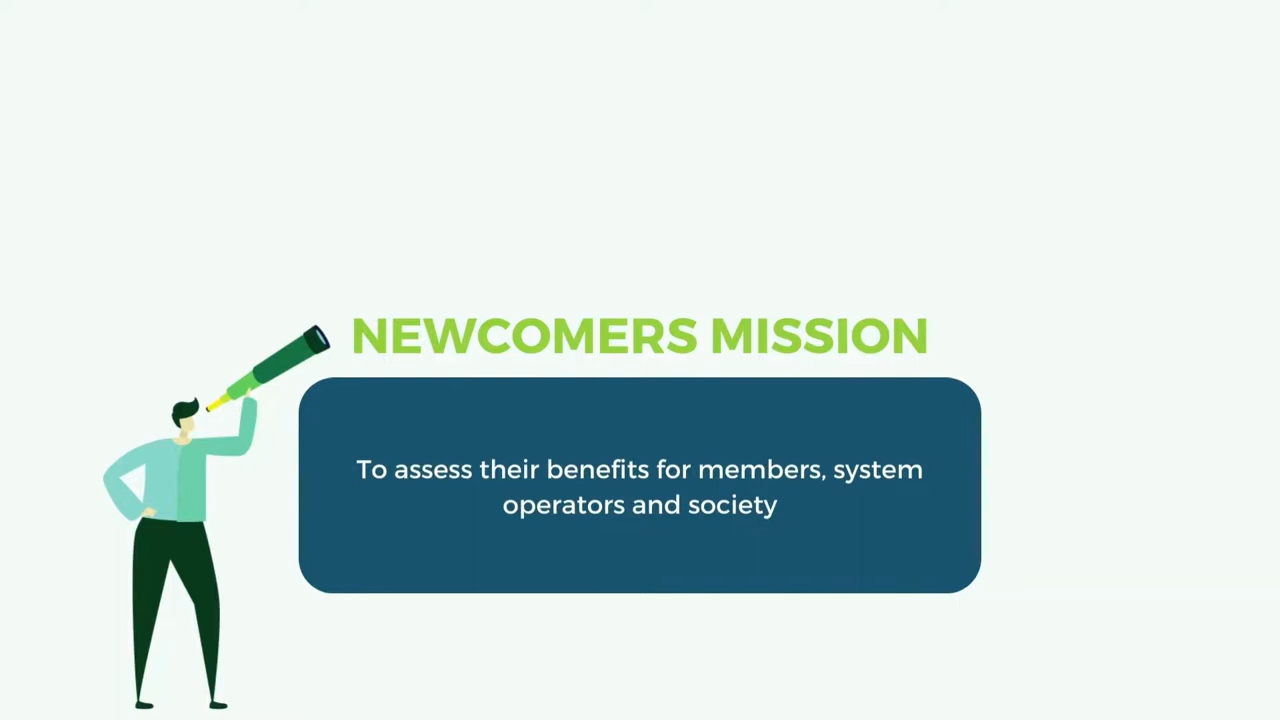 NEWCOMERS MISSION
To assess their benefits for members, system
operators and society